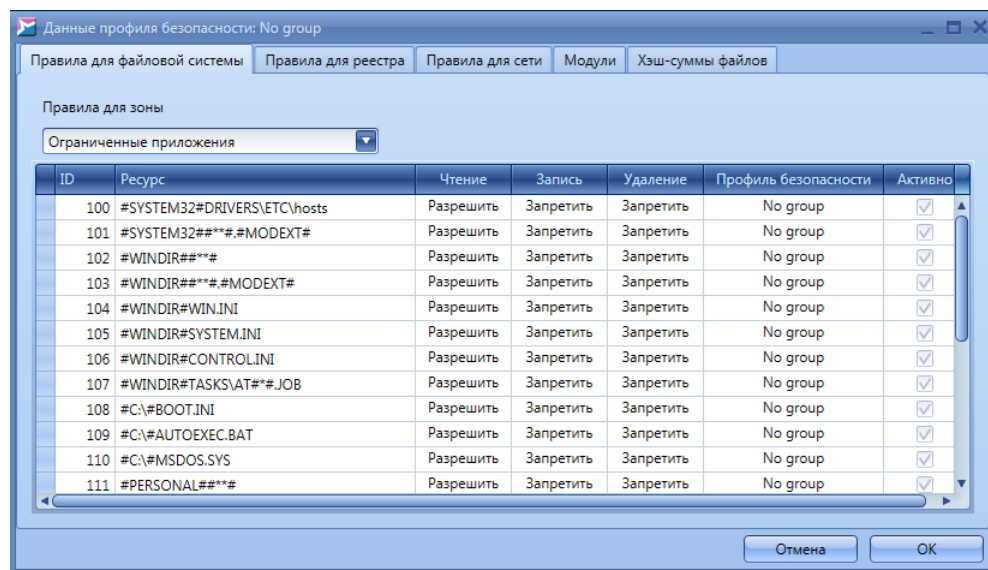 Данные профиля безопасности: No group
Правила для файловой системы Правила для реестра Правила для сети Модули Хэш-суммы файлов
Правила для зоны
Ограниченные приложения
ID Ресурс Чтение Запись Удаление Профиль безопасности Активно
100 #SYSTEM32#DRIVERS\ETC\hosts Разрешить Запретить Запретить No group
101 #SYSTEM32##**#.#MODEXT# Разрешить Запретить Запретить No group
102 #WINDIR##**# Разрешить Запретить Запретить No group
103 #WINDIR##**#.#MODEXT# Разрешить Запретить Запретить No group
104 #WINDIR#WIN.INI Разрешить Запретить Запретить No group
105 #WINDIR#SYSTEM.INI Разрешить Запретить Запретить No group
106 #WINDIR#CONTROL.INI Разрешить Запретить Запретить No group
107 #WINDIR#TASKS\AT#*#.JOB Разрешить Запретить Запретить No group
108 #C:\#BOOT.INI Разрешить Запретить Запретить No group
109 #C:\#AUTOEXEC.BAT Разрешить Запретить Запретить No group
110 #C:\#MSDOS.SYS Разрешить Запретить Запретить No group
111 #PERSONAL##**# Разрешить Запретить Запретить No group
Отмена OK